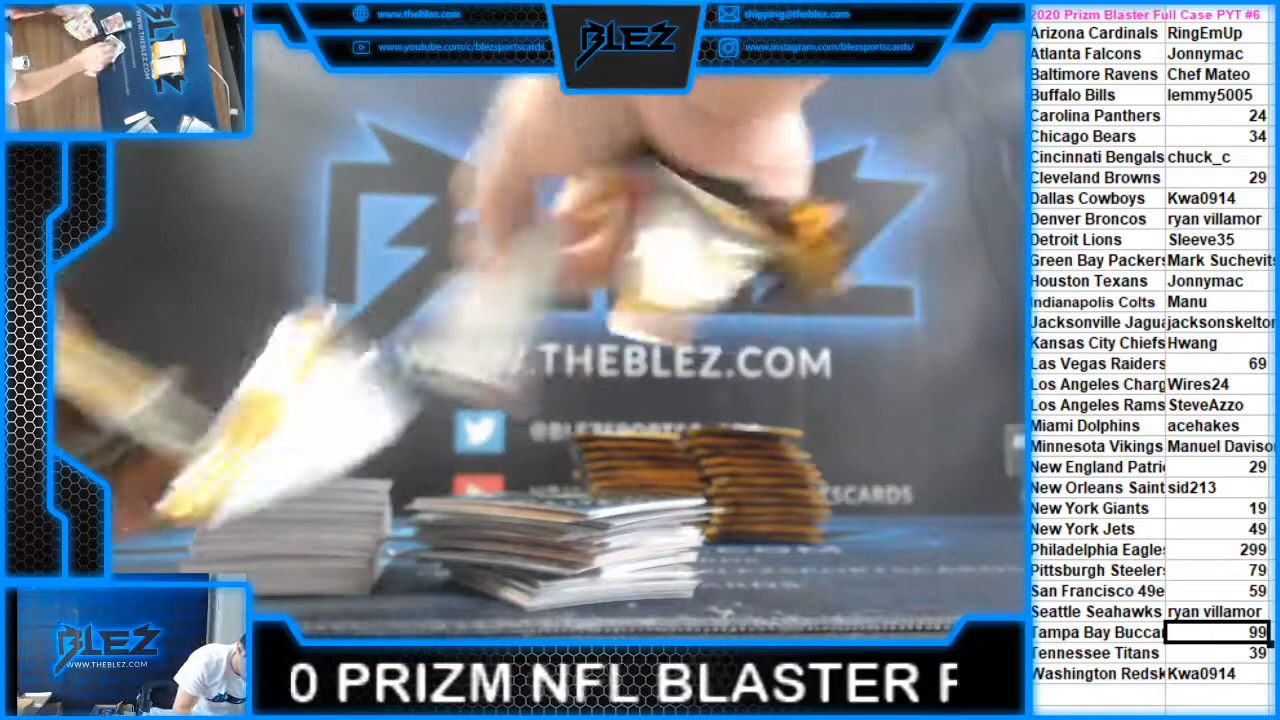 www.theblez.com
www.youtube.com/c/blezsportscards
BLEZ
shipping@theblez.com
www.instagram.com/blezsportscards/
BLEZ
WWW.THEBLEZ.COM
BLEZ
WWW.THEBLEZ.COM
0 PRIZM NFL BLASTER
2020 Prizm Blaster Full Case PYT #6
Arizona Cardinals RingEmUp
Atlanta Falcons Jonnymac
Baltimore Ravens Chef Mateo
Buffalo Bills lemmy5005
Carolina Panthers 24
Chicago Bears 34
Cincinnati Bengals chuck_c
Cleveland Browns 29
Dallas Cowboys Kwa0914
Denver Broncos ryan villamor
Detroit Lions Sleeve35
Green Bay Packers Mark Suchevits
Houston Texans Jonnymac
Indianapolis Colts Manu
Jacksonville Jagua jacksonskelton
Kansas City Chiefs Hwang
Las Vegas Raiders 69
Los Angeles Charg Wires24
Los Angeles Rams SteveAzzo
Miami Dolphins acehakes
Minnesota Vikings Manuel Davison
New England Patri 29
New Orleans Saint sid213
New York Giants 19
New York Jets 49
Philadelphia Eagles 299
Pittsburgh Steelers 79
San Francisco 49e 59
Seattle Seahawks ryan villamor
Tampa Bay Buccan 99
Tennessee Titans 39
Washington Redsk Kwa0914